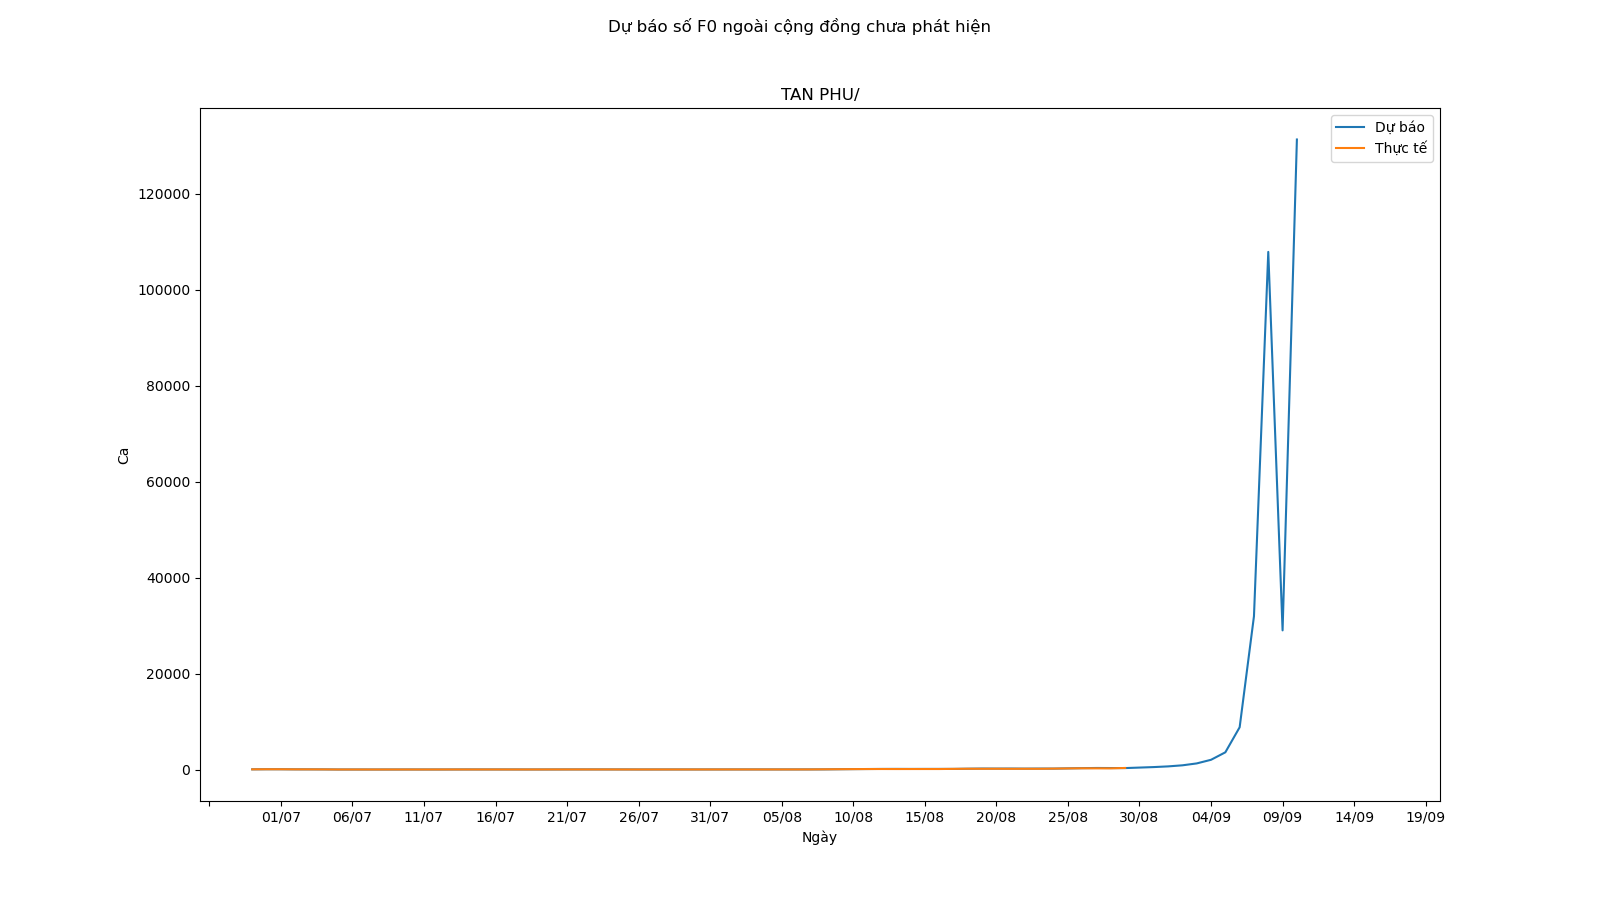 Dự báo số F0 ngoài cộng đồng chưa phát hiện
TAN PHU/
Dự báo
Thực tế
120000
100000
80000
60000
40000
20000
0
Ca
01/07 06/07 11/07 16/07 21/07 26/07 31/07 05/08 10/08 15/08 20/08 25/08 30/08 04/09 09/09 14/09 19/09
Ngày